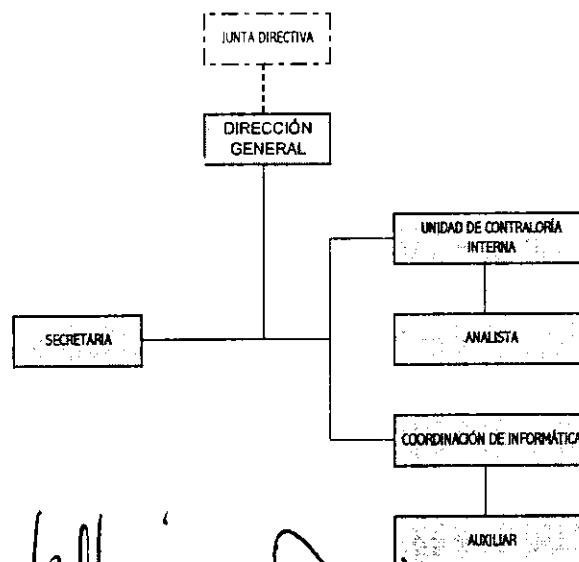 JUNTA DIRECTIVA
DIRECCIÓN
GENERAL
UNIDAD DE CONTRALORÍA
INTERNA
SECRETARIA
ANALISTA
COORDINACIÓN DE INFORMÁTICA
AUXILIAR